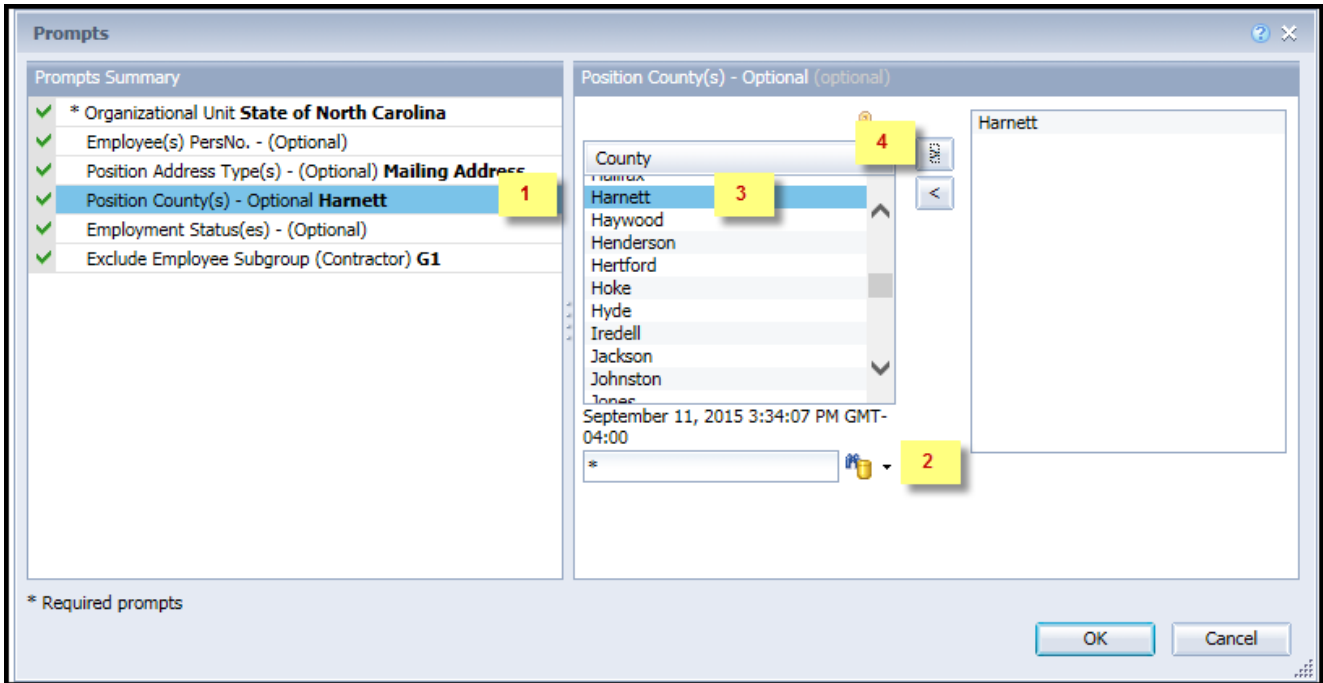 Prompts
Prompts Summary
* Organizational Unit State of North Carolina
Employee(s) PersNo. - (Optional)
Position Address Type(s) - (Optional) Mailing Address
Position County(s) - Optional Harnett
1
Employment Status(es) - (Optional)
Exclude Employee Subgroup (Contractor) G1
Position County(s) - Optional (optional)
4
County
Halifax
Harnett
3
Haywood
Henderson
Hertford
Hoke
Hyde
Iredell
Jackson
Johnston
Jones
September 11, 2015 3:34:07 PM GMT-
04:00
*
2
<
Harnett
* Required prompts
OK
Cancel